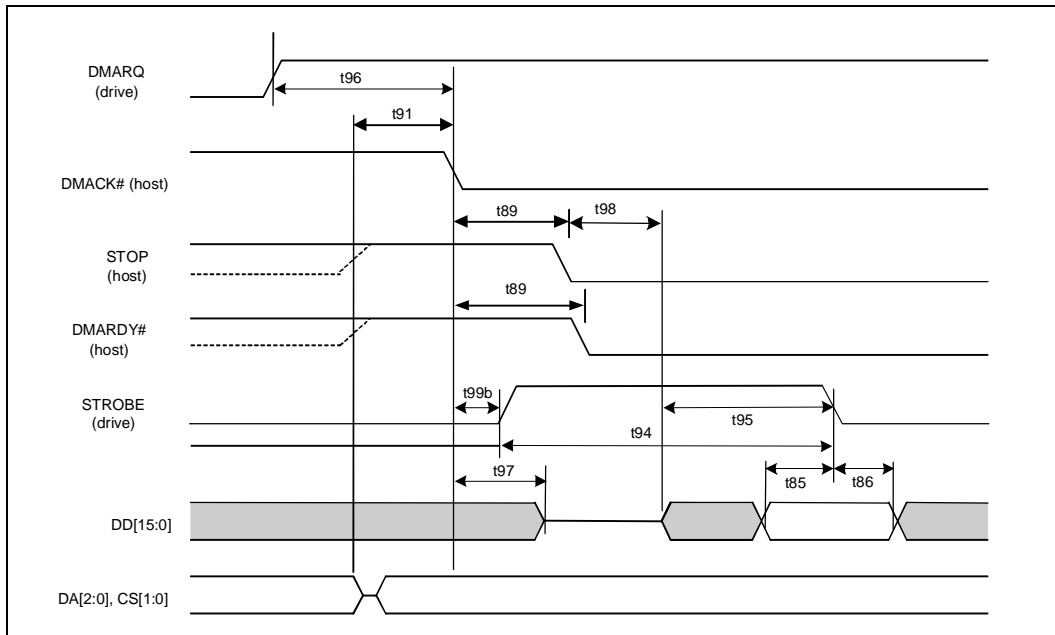 DMARQ
(drive)
t96
t91
DMACK# (host)
t89
t98
STOP
(host)
t89
DMARDY#
(host)
t99b
STROBE
(drive)
t95
t94
t97
t85
t86
DD[15:0]
DA[2:0], CS[1:0]